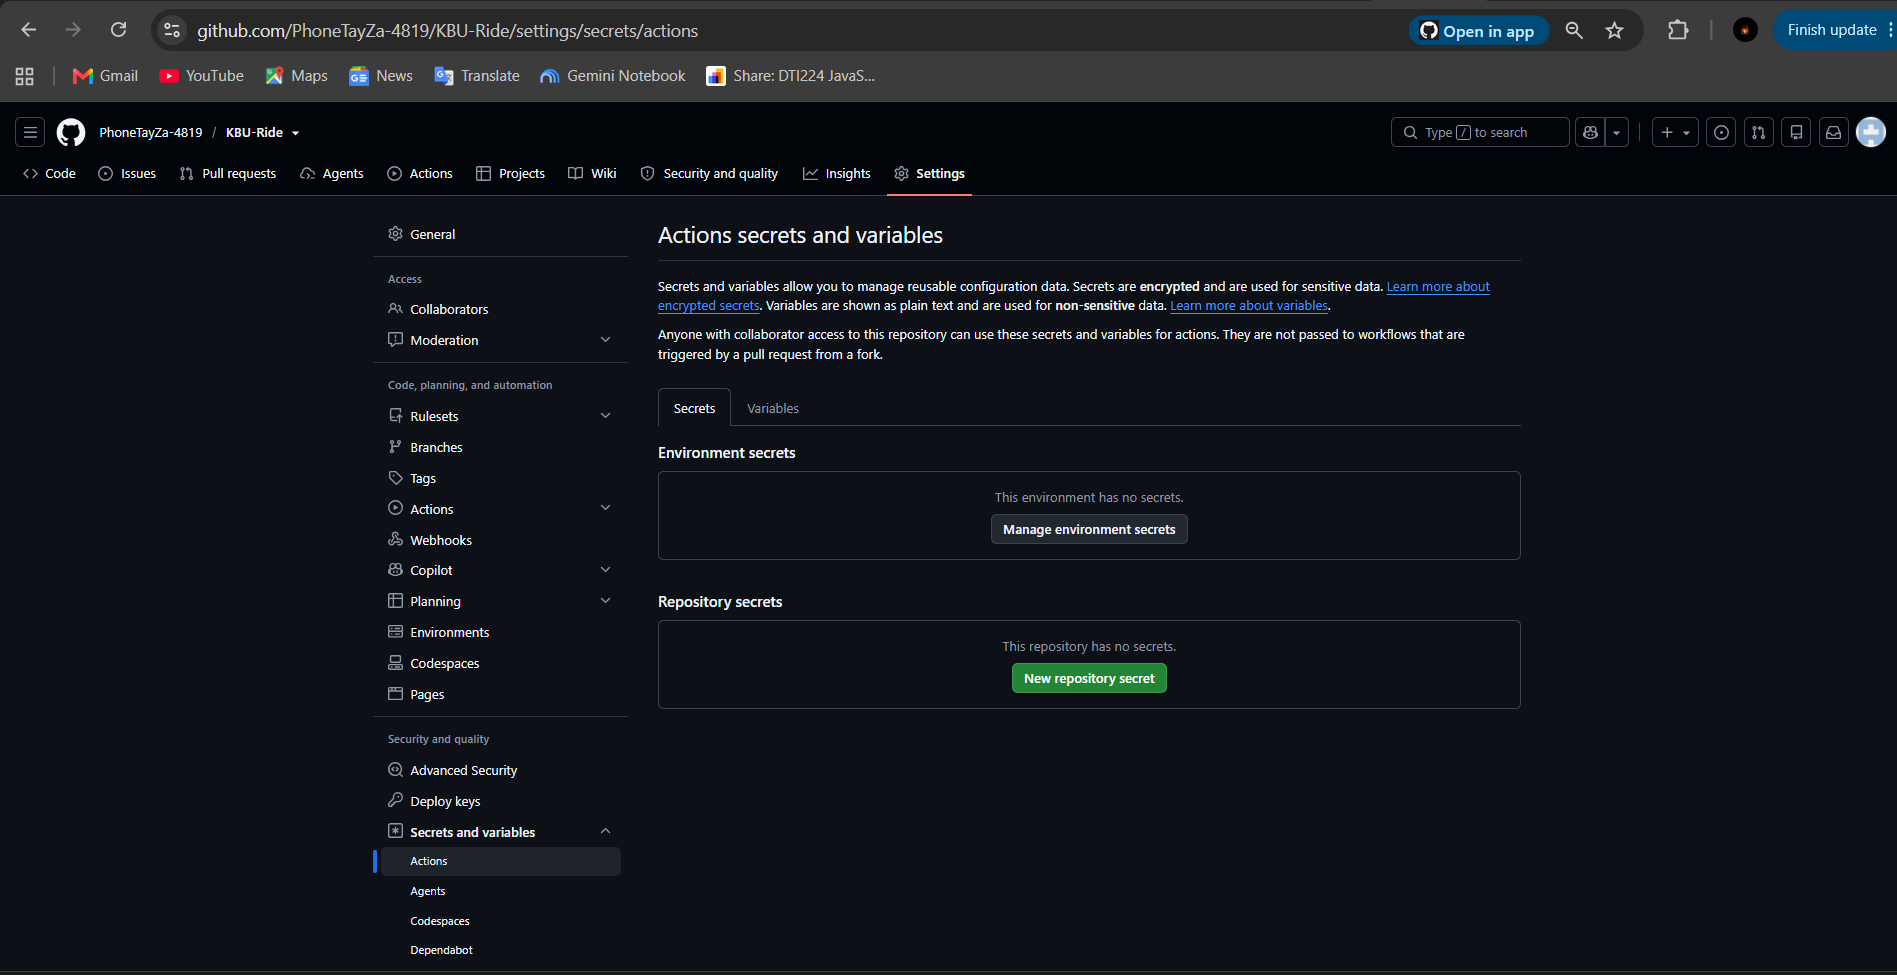 github.com/PhoneTayZa-4819/KBU-Ride/settings/secrets/actions
Open in app
Finish update
Gmail
YouTube
Maps
News
Translate
Gemini Notebook
Share: DTI224 JavaS...
PhoneTayZa-4819 / KBU-Ride
Type / to search
Code
Issues
Pull requests
Agents
Actions
Projects
Wiki
Security and quality
Insights
Settings
General
Access
Collaborators
Moderation
Code, planning, and automation
Rulesets
Branches
Tags
Actions
Webhooks
Copilot
Planning
Environments
Codespaces
Pages
Security and quality
Advanced Security
Deploy keys
Secrets and variables
Actions
Agents
Codespaces
Dependabot
Actions secrets and variables
Secrets and variables allow you to manage reusable configuration data. Secrets are encrypted and are used for sensitive data. Learn more about
encrypted secrets. Variables are shown as plain text and are used for non-sensitive data. Learn more about variables.
Anyone with collaborator access to this repository can use these secrets and variables for actions. They are not passed to workflows that are
triggered by a pull request from a fork.
Secrets
Variables
Environment secrets
This environment has no secrets.
Manage environment secrets
Repository secrets
This repository has no secrets.
New repository secret